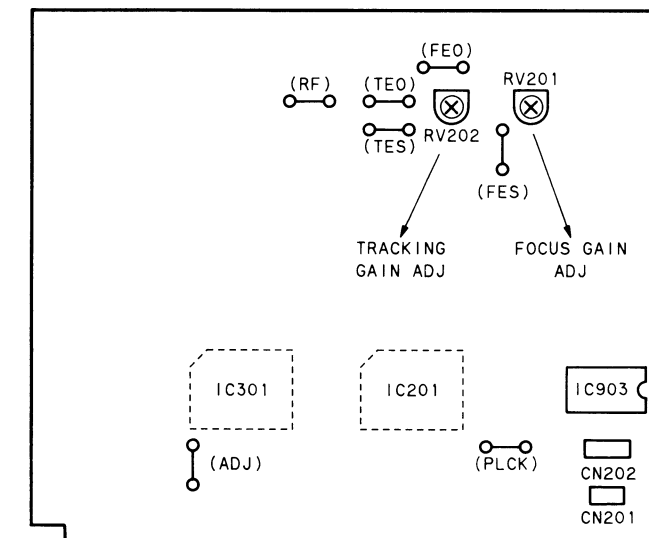 (FEO)
(RF)
(TEO)
RV201
(TES)
RV202
(FES)
TRACKING
GAIN ADJ
FOCUS GAIN
ADJ
IC301
IC201
IC903
(ADJ)
(PLCK)
CN202
CN201